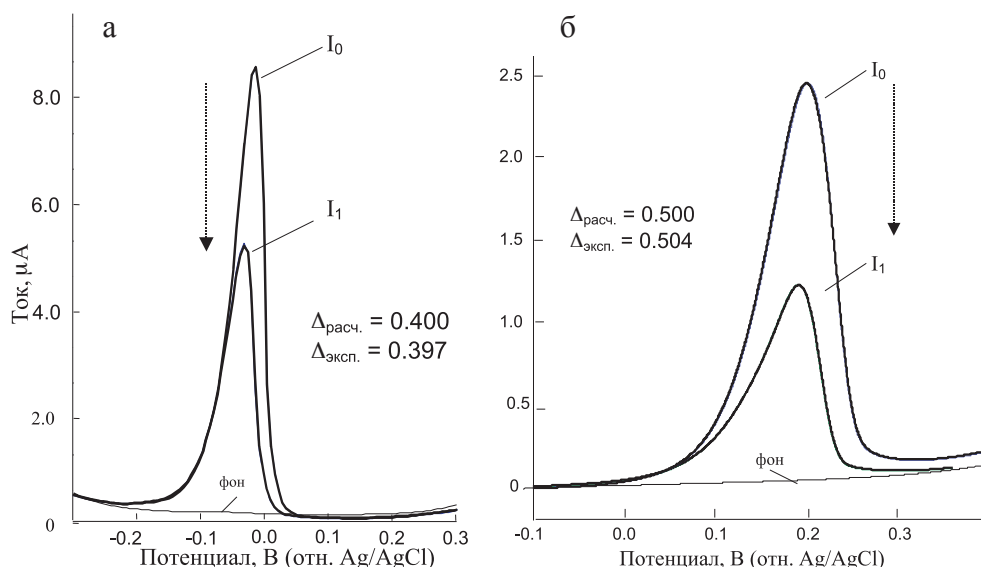 а
I0
I1
8.0
6.0
4.0
2.0
0
Ток, μА
Δрасч. = 0.400
Δэксп. = 0.397
фон
-0.2
-0.1
0.0
0.1
0.2
0.3
Потенциал, В (отн. Ag/AgCl)
б
I0
I1
2.5
2.0
1.5
1.0
0.5
0
Δрасч. = 0.500
Δэксп. = 0.504
фон
-0.1
0.0
0.1
0.2
0.3
Потенциал, В (отн. Ag/AgCl)